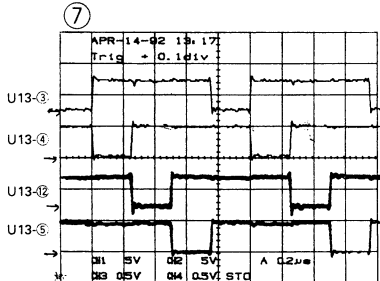 ⑦
APR-14-92 13:17
Trig + 0.1div
U13-③
U13-④
U13-⑫
U13-⑤
CH1 5V CH2 5V A 0.2μs
CH3 0.5V CH4 0.5V STO